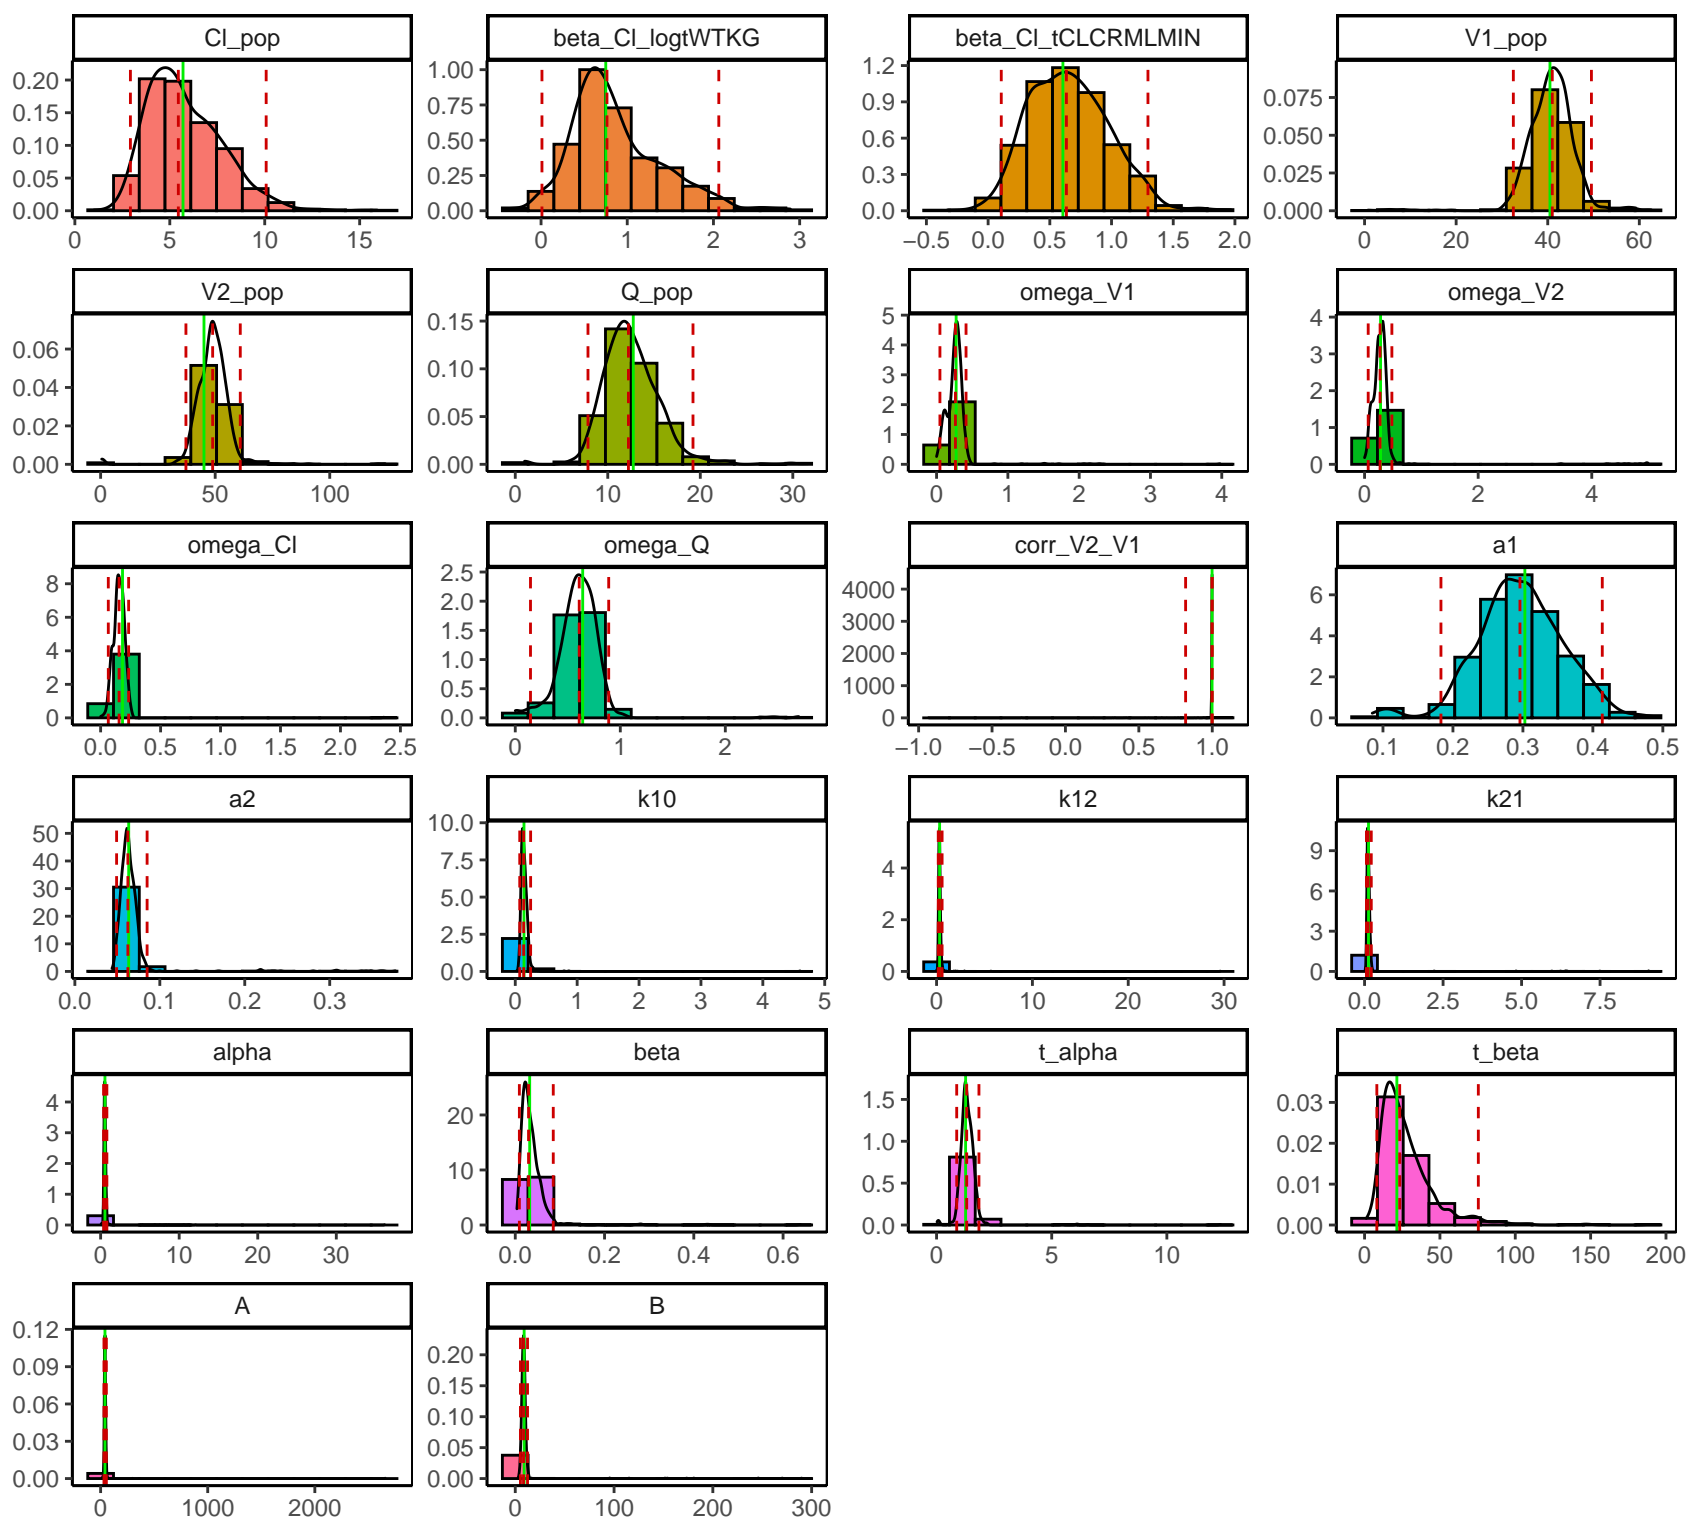 Cl_pop beta_Cl_logtWTKG beta_Cl_tCLCRMLMIN V1_pop
0.20 0.15 0.10 0.05 0.00
1.00 0.75 0.50 0.25 0.00
1.2 0.9 0.6 0.3 0.0
0.075 0.050 0.025 0.000
0 5 10 15
0 1 2 3
−0.5 0.0 0.5 1.0 1.5 2.0
0 20 40 60
V2_pop Q_pop omega_V1 omega_V2
0.06 0.04 0.02 0.00
0.15 0.10 0.05 0.00
5 4 3 2 1 0
4 3 2 1 0
0 50 100
0 10 20 30
0 1 2 3 4
0 2 4
omega_Cl omega_Q corr_V2_V1 a1
8 6 4 2 0
2.5 2.0 1.5 1.0 0.5 0.0
4000 3000 2000 1000 0
6 4 2 0
0.0 0.5 1.0 1.5 2.0 2.5
0 1 2
−1.0 −0.5 0.0 0.5 1.0
0.1 0.2 0.3 0.4 0.5
a2 k10 k12 k21
50 40 30 20 10 0
10.0 7.5 5.0 2.5 0.0
4 2 0
9 6 3 0
0.0 0.1 0.2 0.3
0 1 2 3 4 5
0 10 20 30
0.0 2.5 5.0 7.5
alpha beta t_alpha t_beta
4 3 2 1 0
20 10 0
1.5 1.0 0.5 0.0
0.03 0.02 0.01 0.00
0 10 20 30
0.0 0.2 0.4 0.6
0 5 10
0 50 100 150 200
A B
0.12 0.09 0.06 0.03 0.00
0.20 0.15 0.10 0.05 0.00
0 1000 2000
0 100 200 300